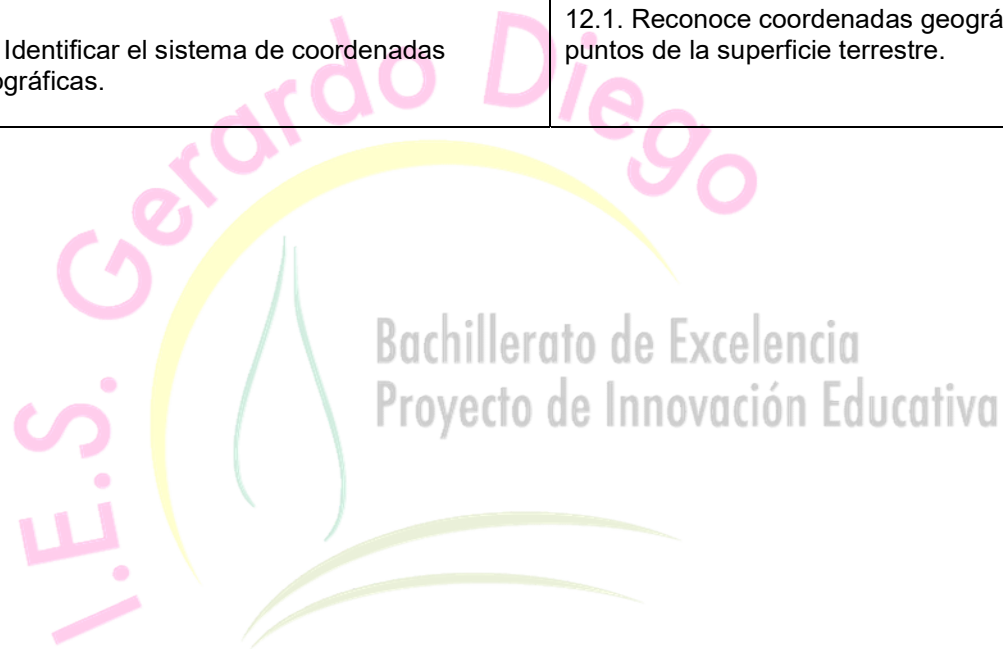 Identificar el sistema de coordenadas
ográficas.
12.1. Reconoce coordenadas geográ
puntos de la superficie terrestre.
I.E.S. Gerardo Diego
Bachillerato de Excelencia
Proyecto de Innovación Educativa